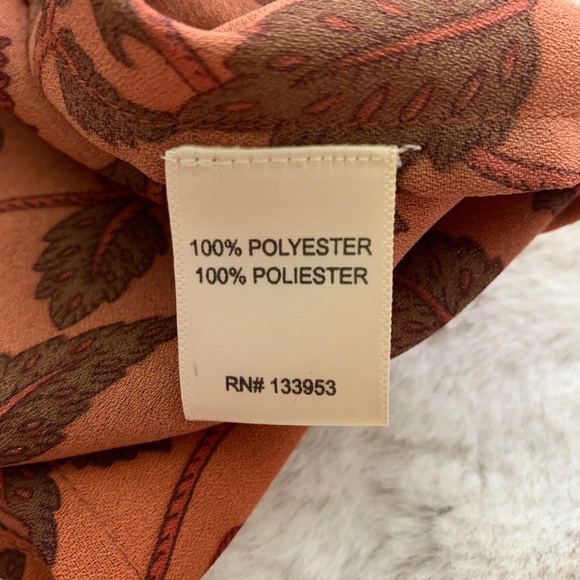 100% POLYESTER
100% POLIESTER
RN# 133953